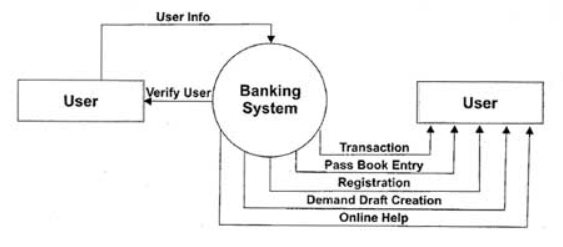 User Info
User
Verify User
Banking
System
User
Transaction
Pass Book Entry
Registration
Demand Draft Creation
Online Help